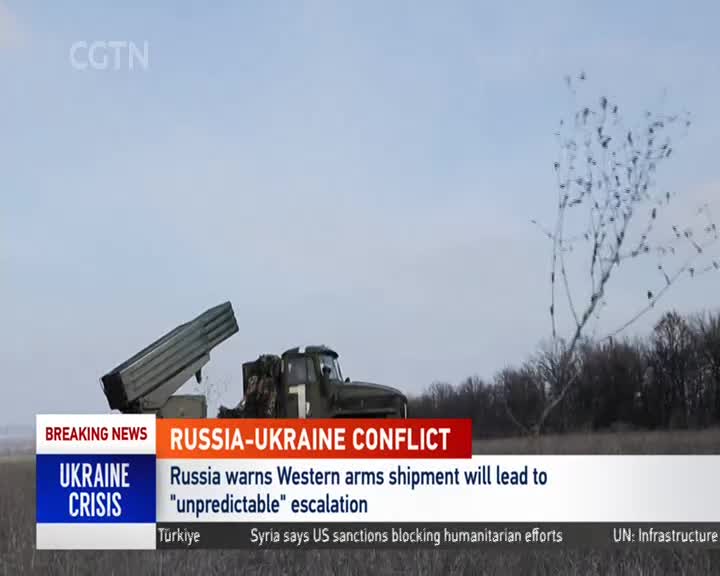 CGTN
BREAKING NEWS
RUSSIA-UKRAINE CONFLICT
UKRAINE
CRISIS
Russia warns Western arms shipment will lead to
"unpredictable" escalation
Türkiye Syria says US sanctions blocking humanitarian efforts UN: Infrastructure